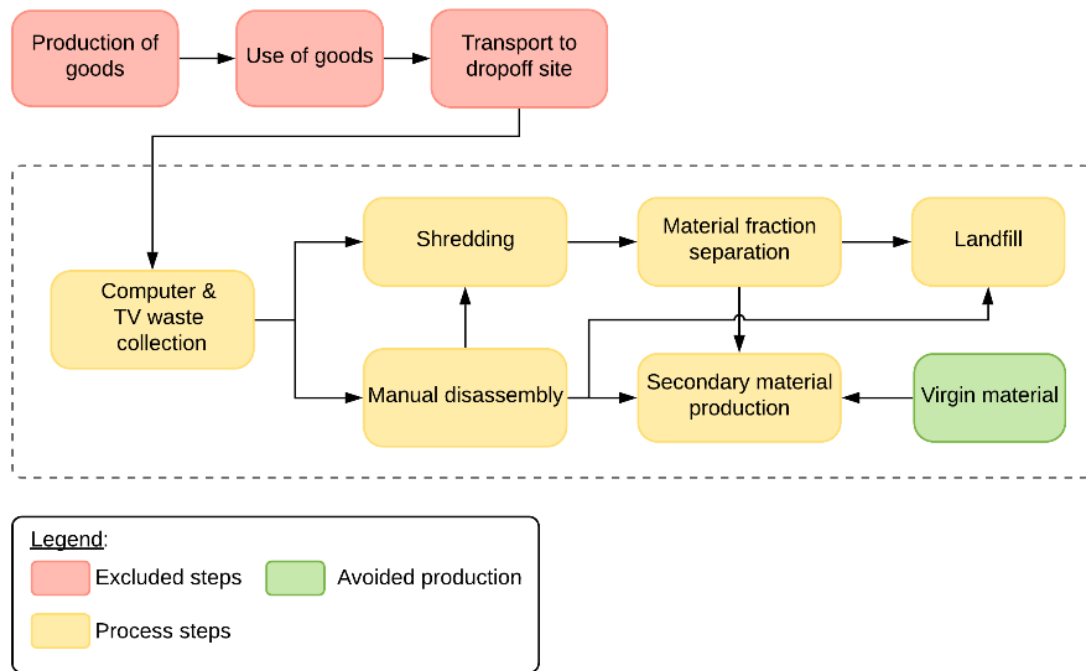 Production of
goods
Use of goods
Transport to
dropoff site
Shredding
Material fraction
separation
Landfill
Computer &
TV waste
collection
Manual disassembly
Secondary material
production
Virgin material
Legend:
Excluded steps
Avoided production
Process steps